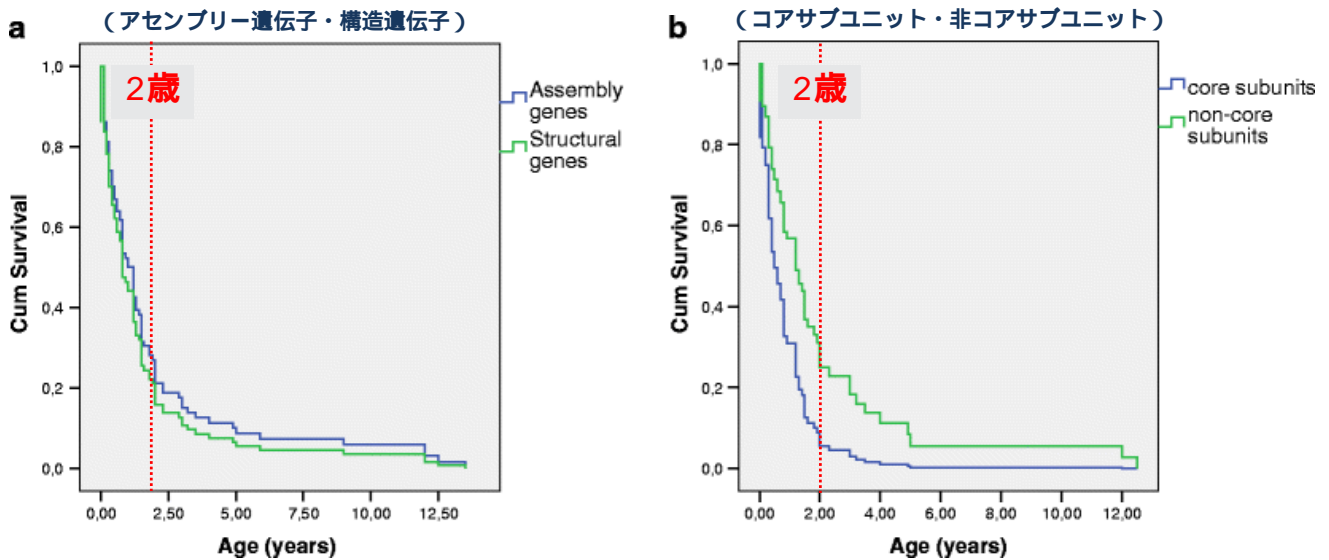 a
（アセンブリー遺伝子・構造遺伝子）
1,0
0,8
0,6
0,4
0,2
0,0
Cum Survival
2歳
0,00
2,50
5,00
7,50
10,00
12,50
Age (years)
Assembly
genes
Structural
genes
b
（コアサブユニット・非コアサブユニット）
1,0
0,8
0,6
0,4
0,2
0,0
Cum Survival
2歳
0,00
2,00
4,00
6,00
8,00
10,00
12,00
Age (years)
core subunits
non-core
subunits